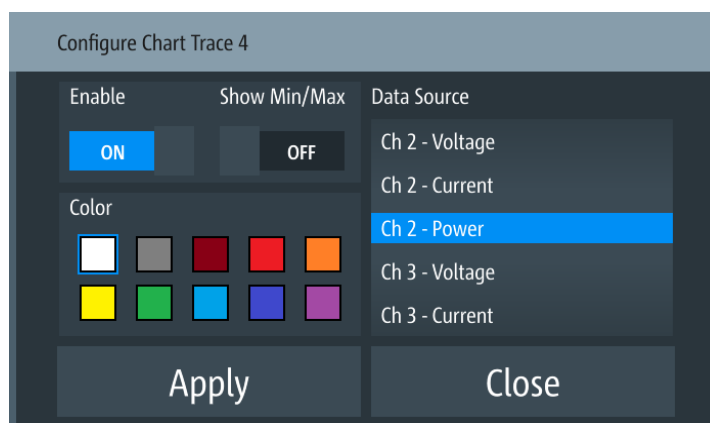 Configure Chart Trace 4
Enable
Show Min/Max
ON
OFF
Color
Data Source
Ch 2 - Voltage
Ch 2 - Current
Ch 2 - Power
Ch 3 - Voltage
Ch 3 - Current
Apply
Close